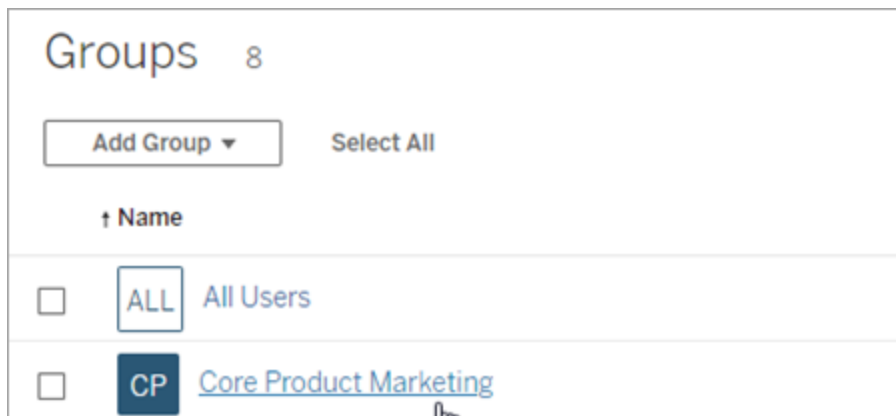 Groups 8
Add Group Select All
↑ Name
ALL All Users
CP Core Product Marketing